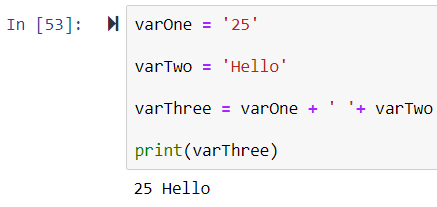 In [53]:
varOne = '25'
varTwo = 'Hello'
varThree = varOne + ' '+ varTwo
print(varThree)
25 Hello